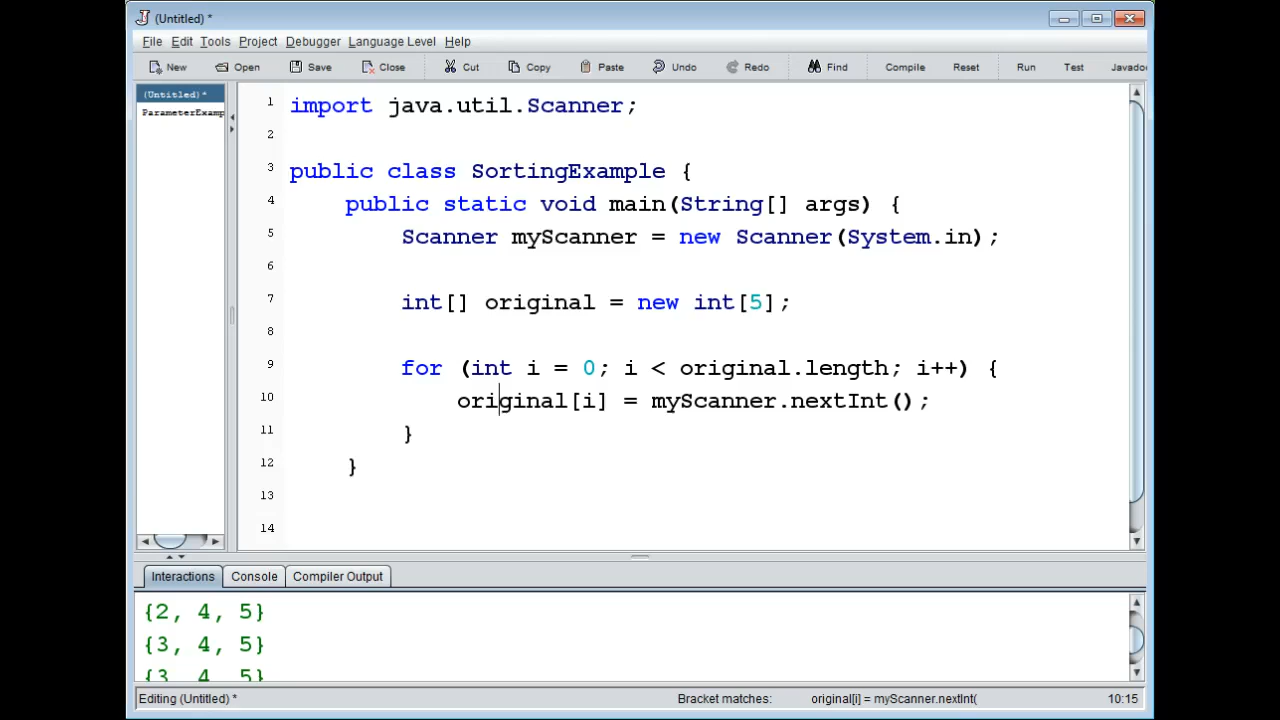 (Untitled) *
File Edit Tools Project Debugger Language Level Help
New Open Save Close Cut Copy Paste Undo Redo Find Compile Reset Run Test Javadoc
(Untitled)*
ParameterExamp
1 import java.util.Scanner;
2
3 public class SortingExample {
4 public static void main(String[] args) {
5 Scanner myScanner = new Scanner(System.in);
6
7 int[] original = new int[5];
8
9 for (int i = 0; i < original.length; i++) {
10 original[i] = myScanner.nextInt();
11 }
12 }
13
14
Interactions Console Compiler Output
{2, 4, 5}
{3, 4, 5}
{3, 4, 5}
Editing (Untitled) * Bracket matches: original[i] = myScanner.nextInt( 10:15